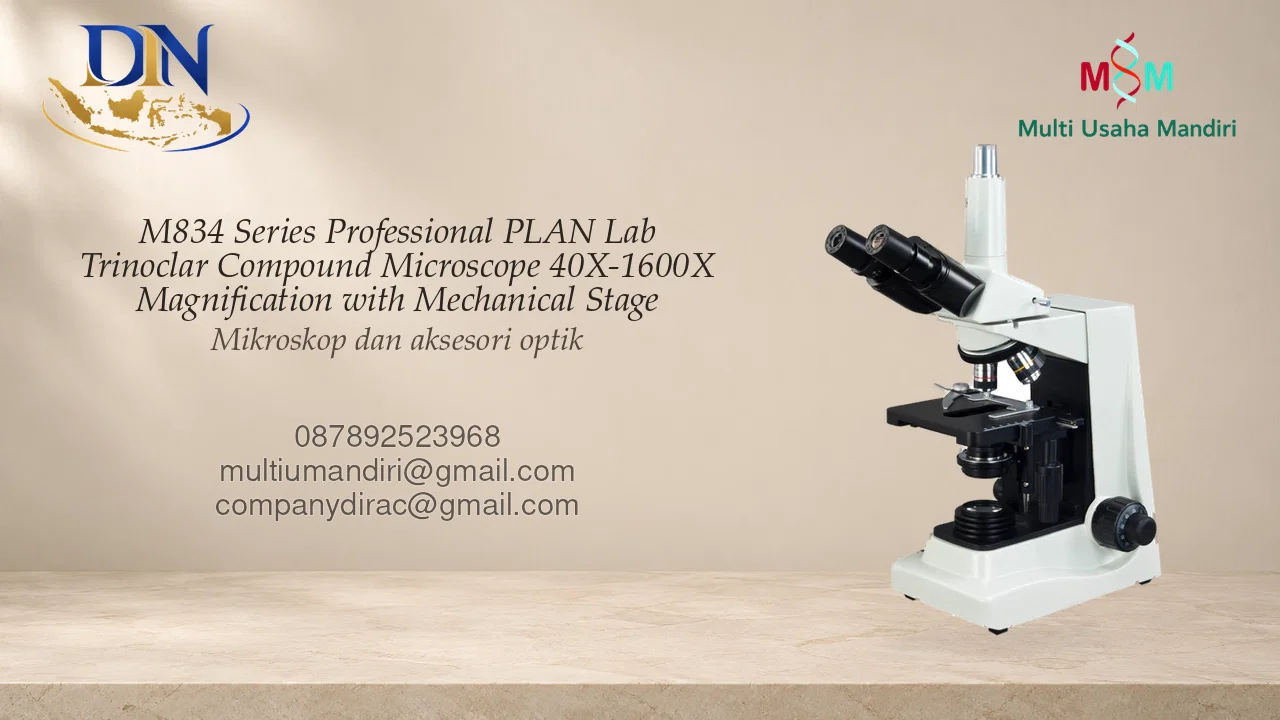 DN
M8M
Multi Usaha Mandiri
M834 Series Professional PLAN Lab
Trinoclar Compound Microscope 40X-1600X
Magnification with Mechanical Stage
Mikroskop dan aksesori optik
087892523968
multiumandiri@gmail.com
companydirac@gmail.com